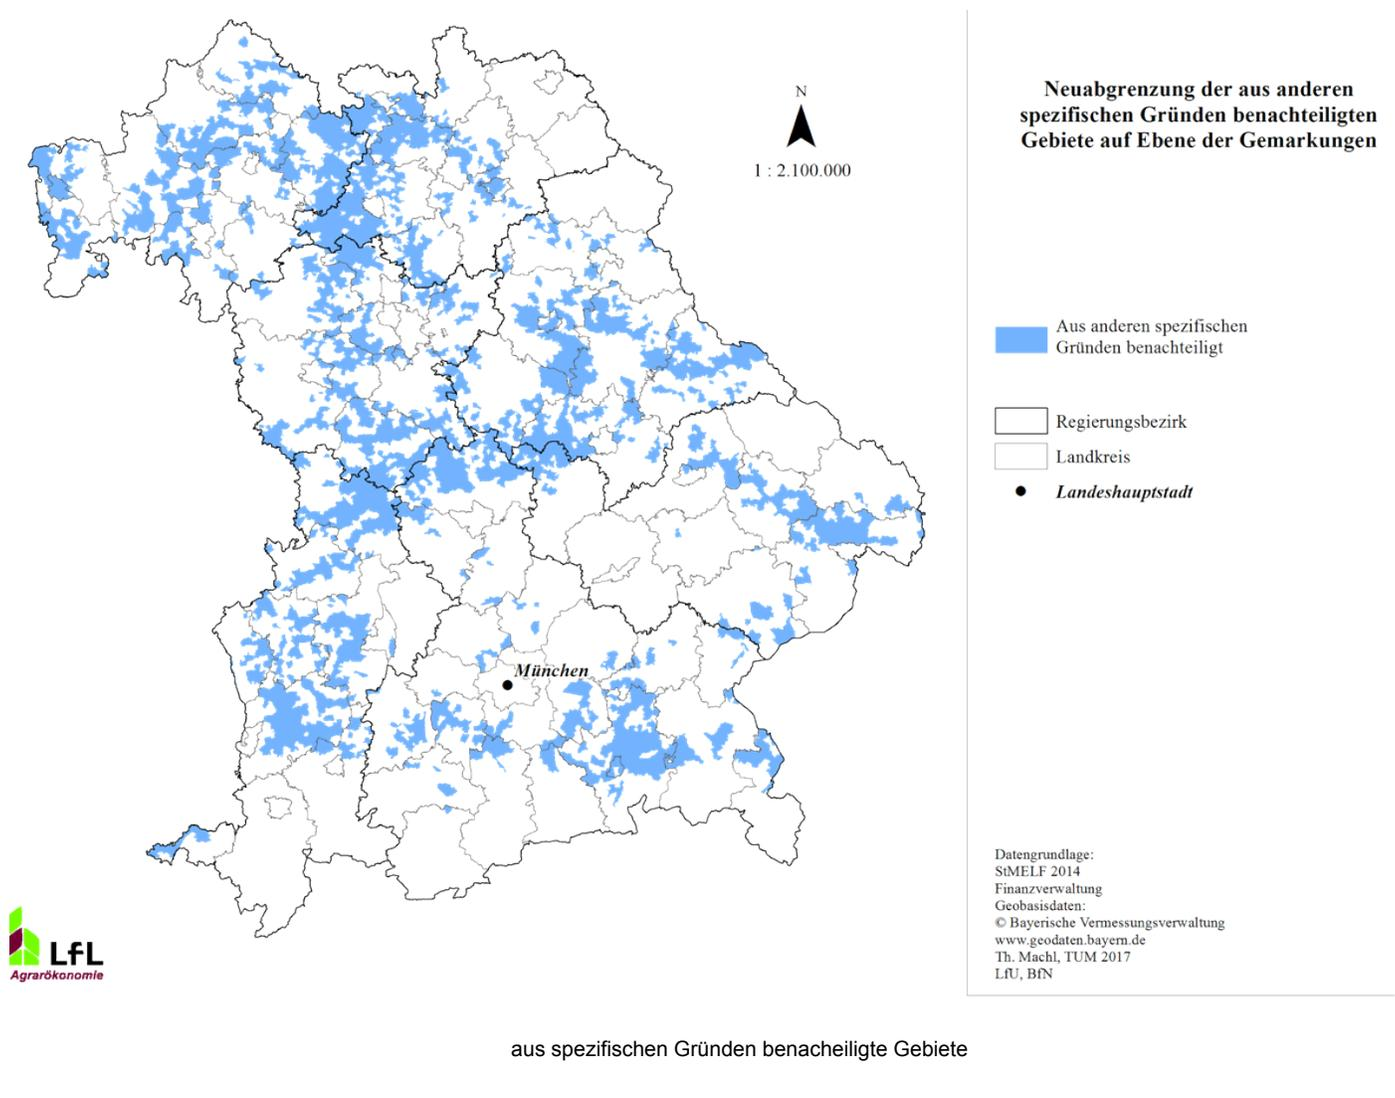 Neuabgrenzung der aus anderen
spezifischen Gründen benachteiligten
Gebiete auf Ebene der Gemarkungen
N
1 : 2.100.000
Aus anderen spezifischen
Gründen benachteiligt
Regierungsbezirk
Landkreis
Landeshauptstadt
München
Datengrundlage:
StMELF 2014
Finanzverwaltung
Geobasisdaten:
© Bayerische Vermessungsverwaltung
www.geodaten.bayern.de
Th. Machl, TUM 2017
LfU, BfN
LfL
Agrarökonomie
aus spezifischen Gründen benacheiligte Gebiete